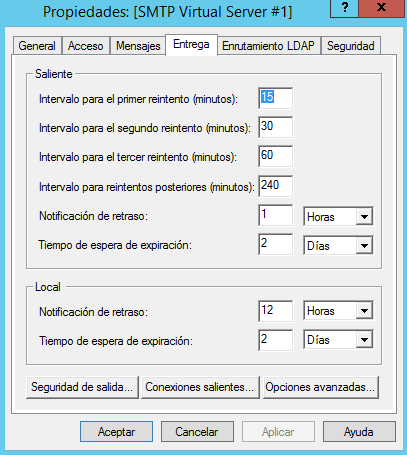 Propiedades: [SMTP Virtual Server #1]
? X
General Acceso Mensajes Entrega Enrutamiento LDAP Seguridad
Saliente
Intervalo para el primer reintento (minutos): 15
Intervalo para el segundo reintento (minutos): 30
Intervalo para el tercer reintento (minutos): 60
Intervalo para reintentos posteriores (minutos): 240
Notificación de retraso: 1 Horas
Tiempo de espera de expiración: 2 Días
Local
Notificación de retraso: 12 Horas
Tiempo de espera de expiración: 2 Días
Seguridad de salida... Conexiones salientes... Opciones avanzadas...
Aceptar Cancelar Aplicar Ayuda